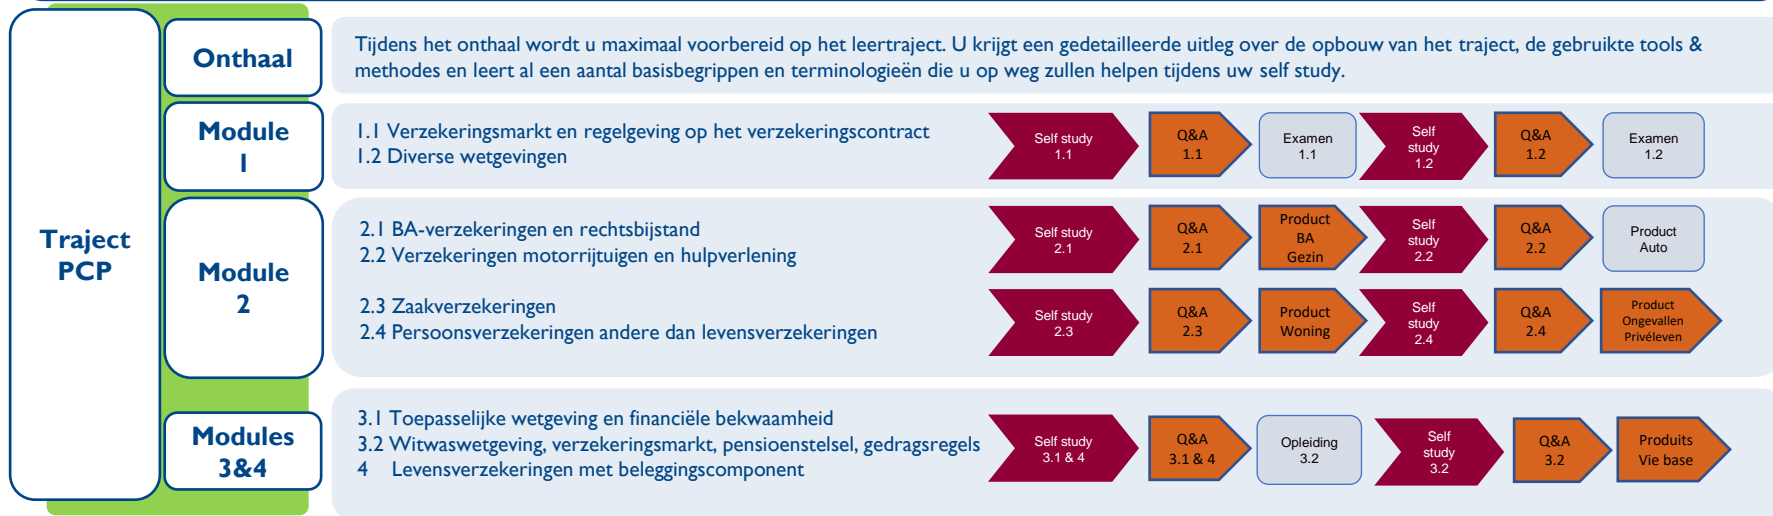 Traject
PCP
Onthaal
Tijdens het onthaal wordt u maximaal voorbereid op het leertraject. U krijgt een gedetailleerde uitleg over de opbouw van het traject, de gebruikte tools &
methodes en leert al een aantal basisbegrippen en terminologieën die u op weg zullen helpen tijdens uw self study.
Module
1
1.1 Verzekeringsmarkt en regelgeving op het verzekeringscontract
1.2 Diverse wetgevingen
Self study
1.1
Q&A
1.1
Examen
1.1
Self
study
1.2
Q&A
1.2
Examen
1.2
Module
2
2.1 BA-verzekeringen en rechtsbijstand
2.2 Verzekeringen motorrijtuigen en hulpverlening
Self study
2.1
Q&A
2.1
Product
BA
Gezin
Self
study
2.2
Q&A
2.2
Product
Auto
2.3 Zaakverzekeringen
2.4 Persoonsverzekeringen andere dan levensverzekeringen
Self study
2.3
Q&A
2.3
Product
Woning
Self
study
2.4
Q&A
2.4
Product
Ongevallen
Privéleven
Modules
3&4
3.1 Toepasselijke wetgeving en financiële bekwaamheid
3.2 Witwaswetgeving, verzekeringsmarkt, pensioenstelsel, gedragsregels
4 Levensverzekeringen met beleggingscomponent
Self study
3.1 & 4
Q&A
3.1 & 4
Opleiding
3.2
Self
study
3.2
Q&A
3.2
Produits
Vie base